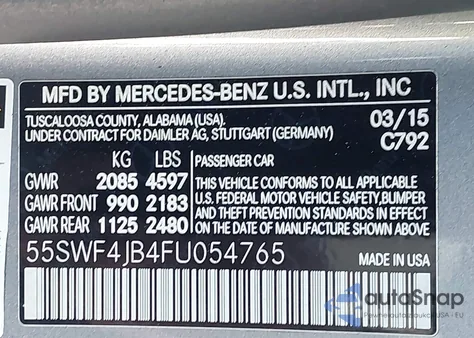 MFD BY MERCEDES-BENZ U.S. INTL., INC
TUSCALOOSA COUNTY, ALABAMA (USA). 03/15
UNDER CONTRACT FOR DAIMLER AG, STUTTGART (GERMANY) C792
KG LBS PASSENGER CAR
GVWR 2085 4597 THIS VEHICLE CONFORMS TO ALL APPLICABLE
GAWR FRONT 990 2183 U.S. FEDERAL MOTOR VEHICLE SAFETY,BUMPER
GAWR REAR 1125 2480 AND THEFT PREVENTION STANDARDS IN EFFECT ON THE DATE OF MANUFACTURE SHOWN ABOVE
55SWF4JB4FU054765 MADE IN USA
autoSnap